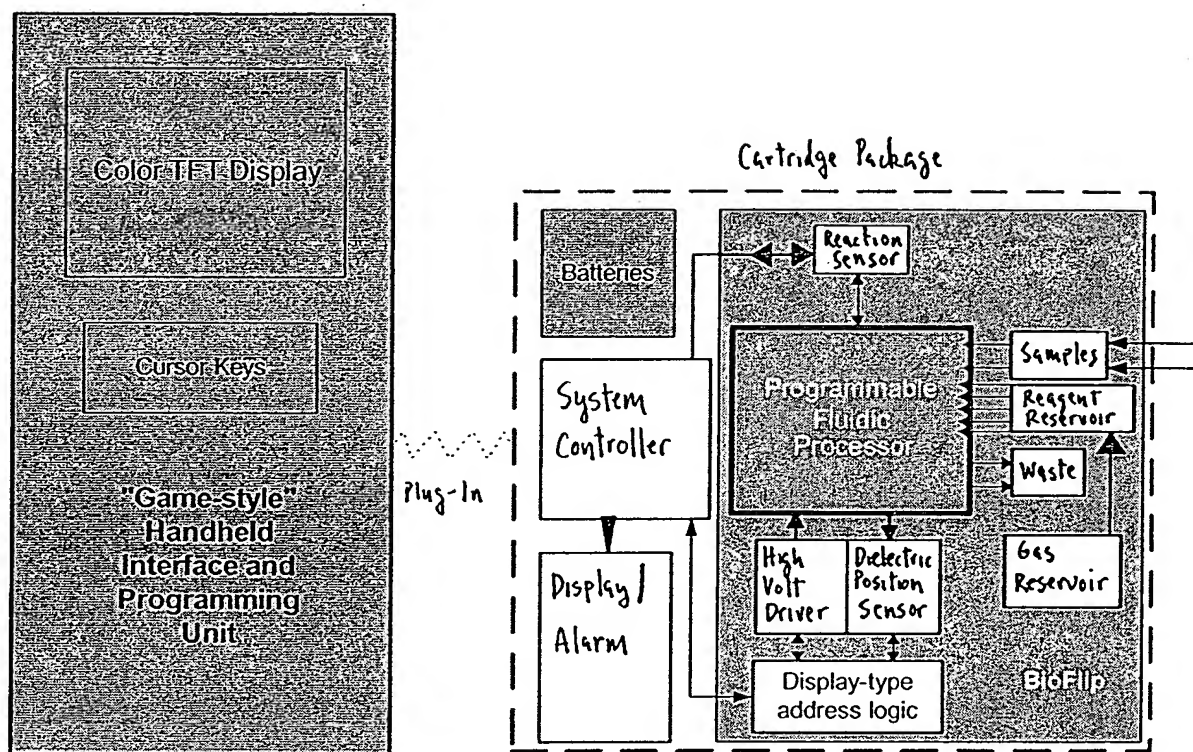 Color TFT Display
Cursor Keys
"Game-style"
Handheld
Interface and
Programming
Unit
Plug-In
Cartridge Package
Batteries
System
Controller
Display/
Alarm
Reaction
Sensor
Programmable
Fluidic
Processor
Samples
Reagent
Reservoir
Waste
Gas
Reservoir
High
Volt
Driver
Dielectric
Position
Sensor
Display-type
address logic
BioFlip